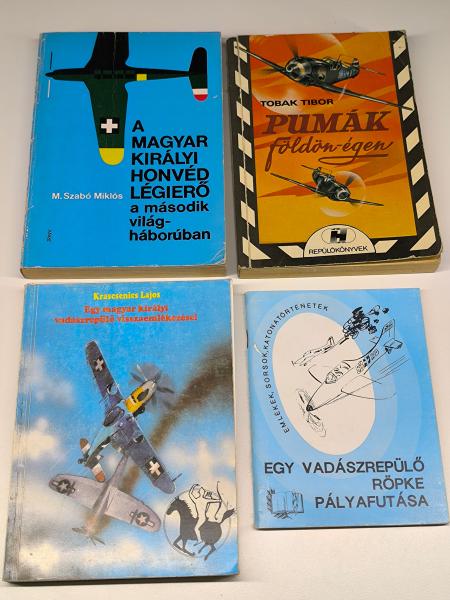 A
MAGYAR
KIRÁLYI
HONVÉD
LÉGIERŐ
a második
világ-
háborúban
M. Szabó Miklós
TOBAK TIBOR
PUMÁK
földön-égen
REPÜLŐKÖNYVEK
Krascsenics Lajos
Egy magyar királyi
vadászrepülő visszaemlékezései
EMLÉKEK, SORSOK, KATONATÖRTÉNETEK
EGY VADÁSZREPÜLŐ
RÖPKE
PÁLYAFUTÁSA